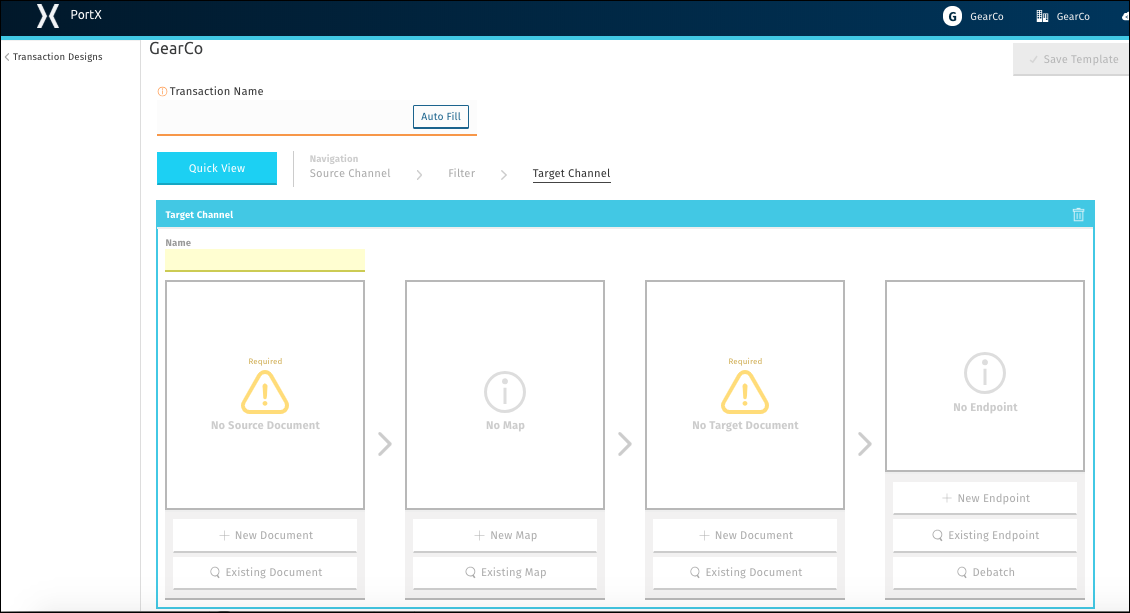 PortX
G GearCo GearCo
Transaction Designs
GearCo
Save Template
Transaction Name
Auto Fill
Quick View
Navigation
Source Channel Filter Target Channel
Target Channel
Name
Required
No Source Document
New Document
Existing Document
No Map
New Map
Existing Map
Required
No Target Document
New Document
Existing Document
No Endpoint
New Endpoint
Existing Endpoint
Debatch